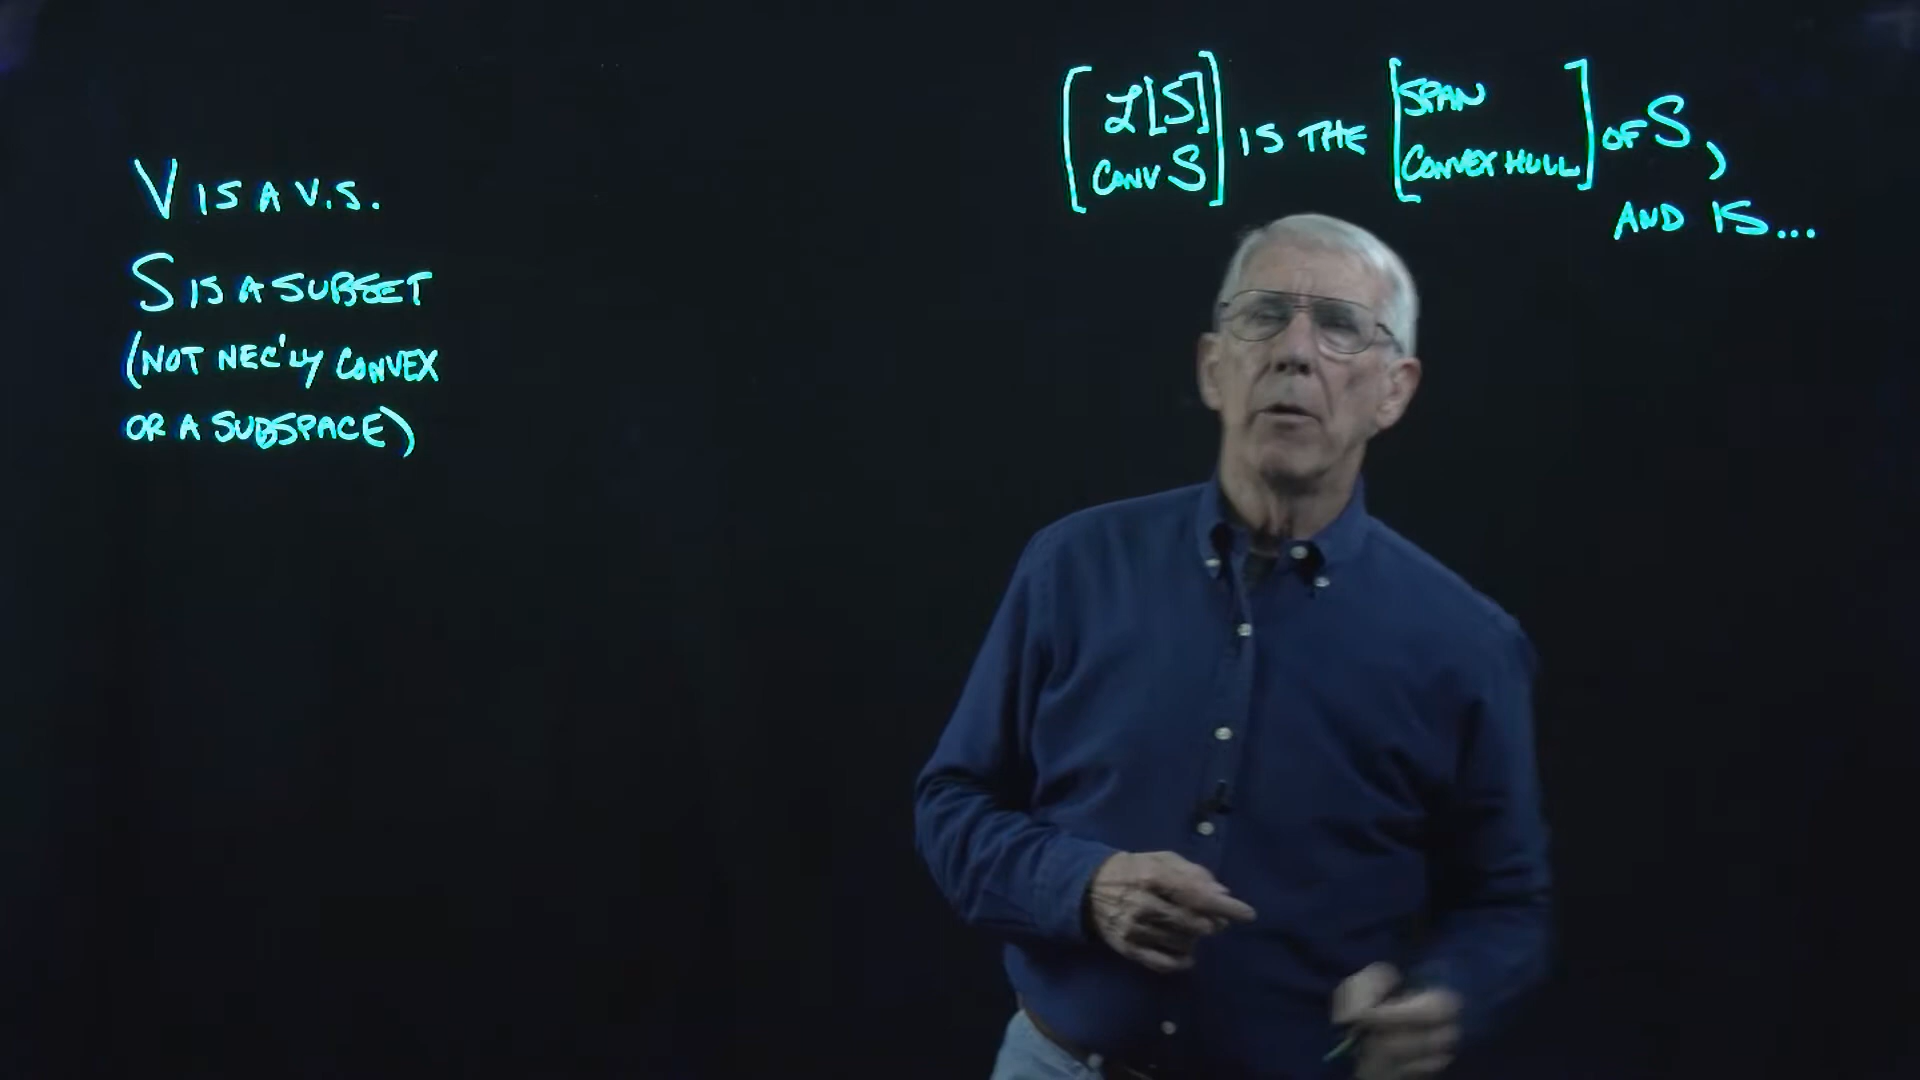 V IS A V.S.
S IS A SUBSET
(NOT NEC'LY CONVEX
OR A SUBSPACE)
[ℒ[S] CONV S] IS THE [SPAN CONVEX HULL] OF S,
AND IS...